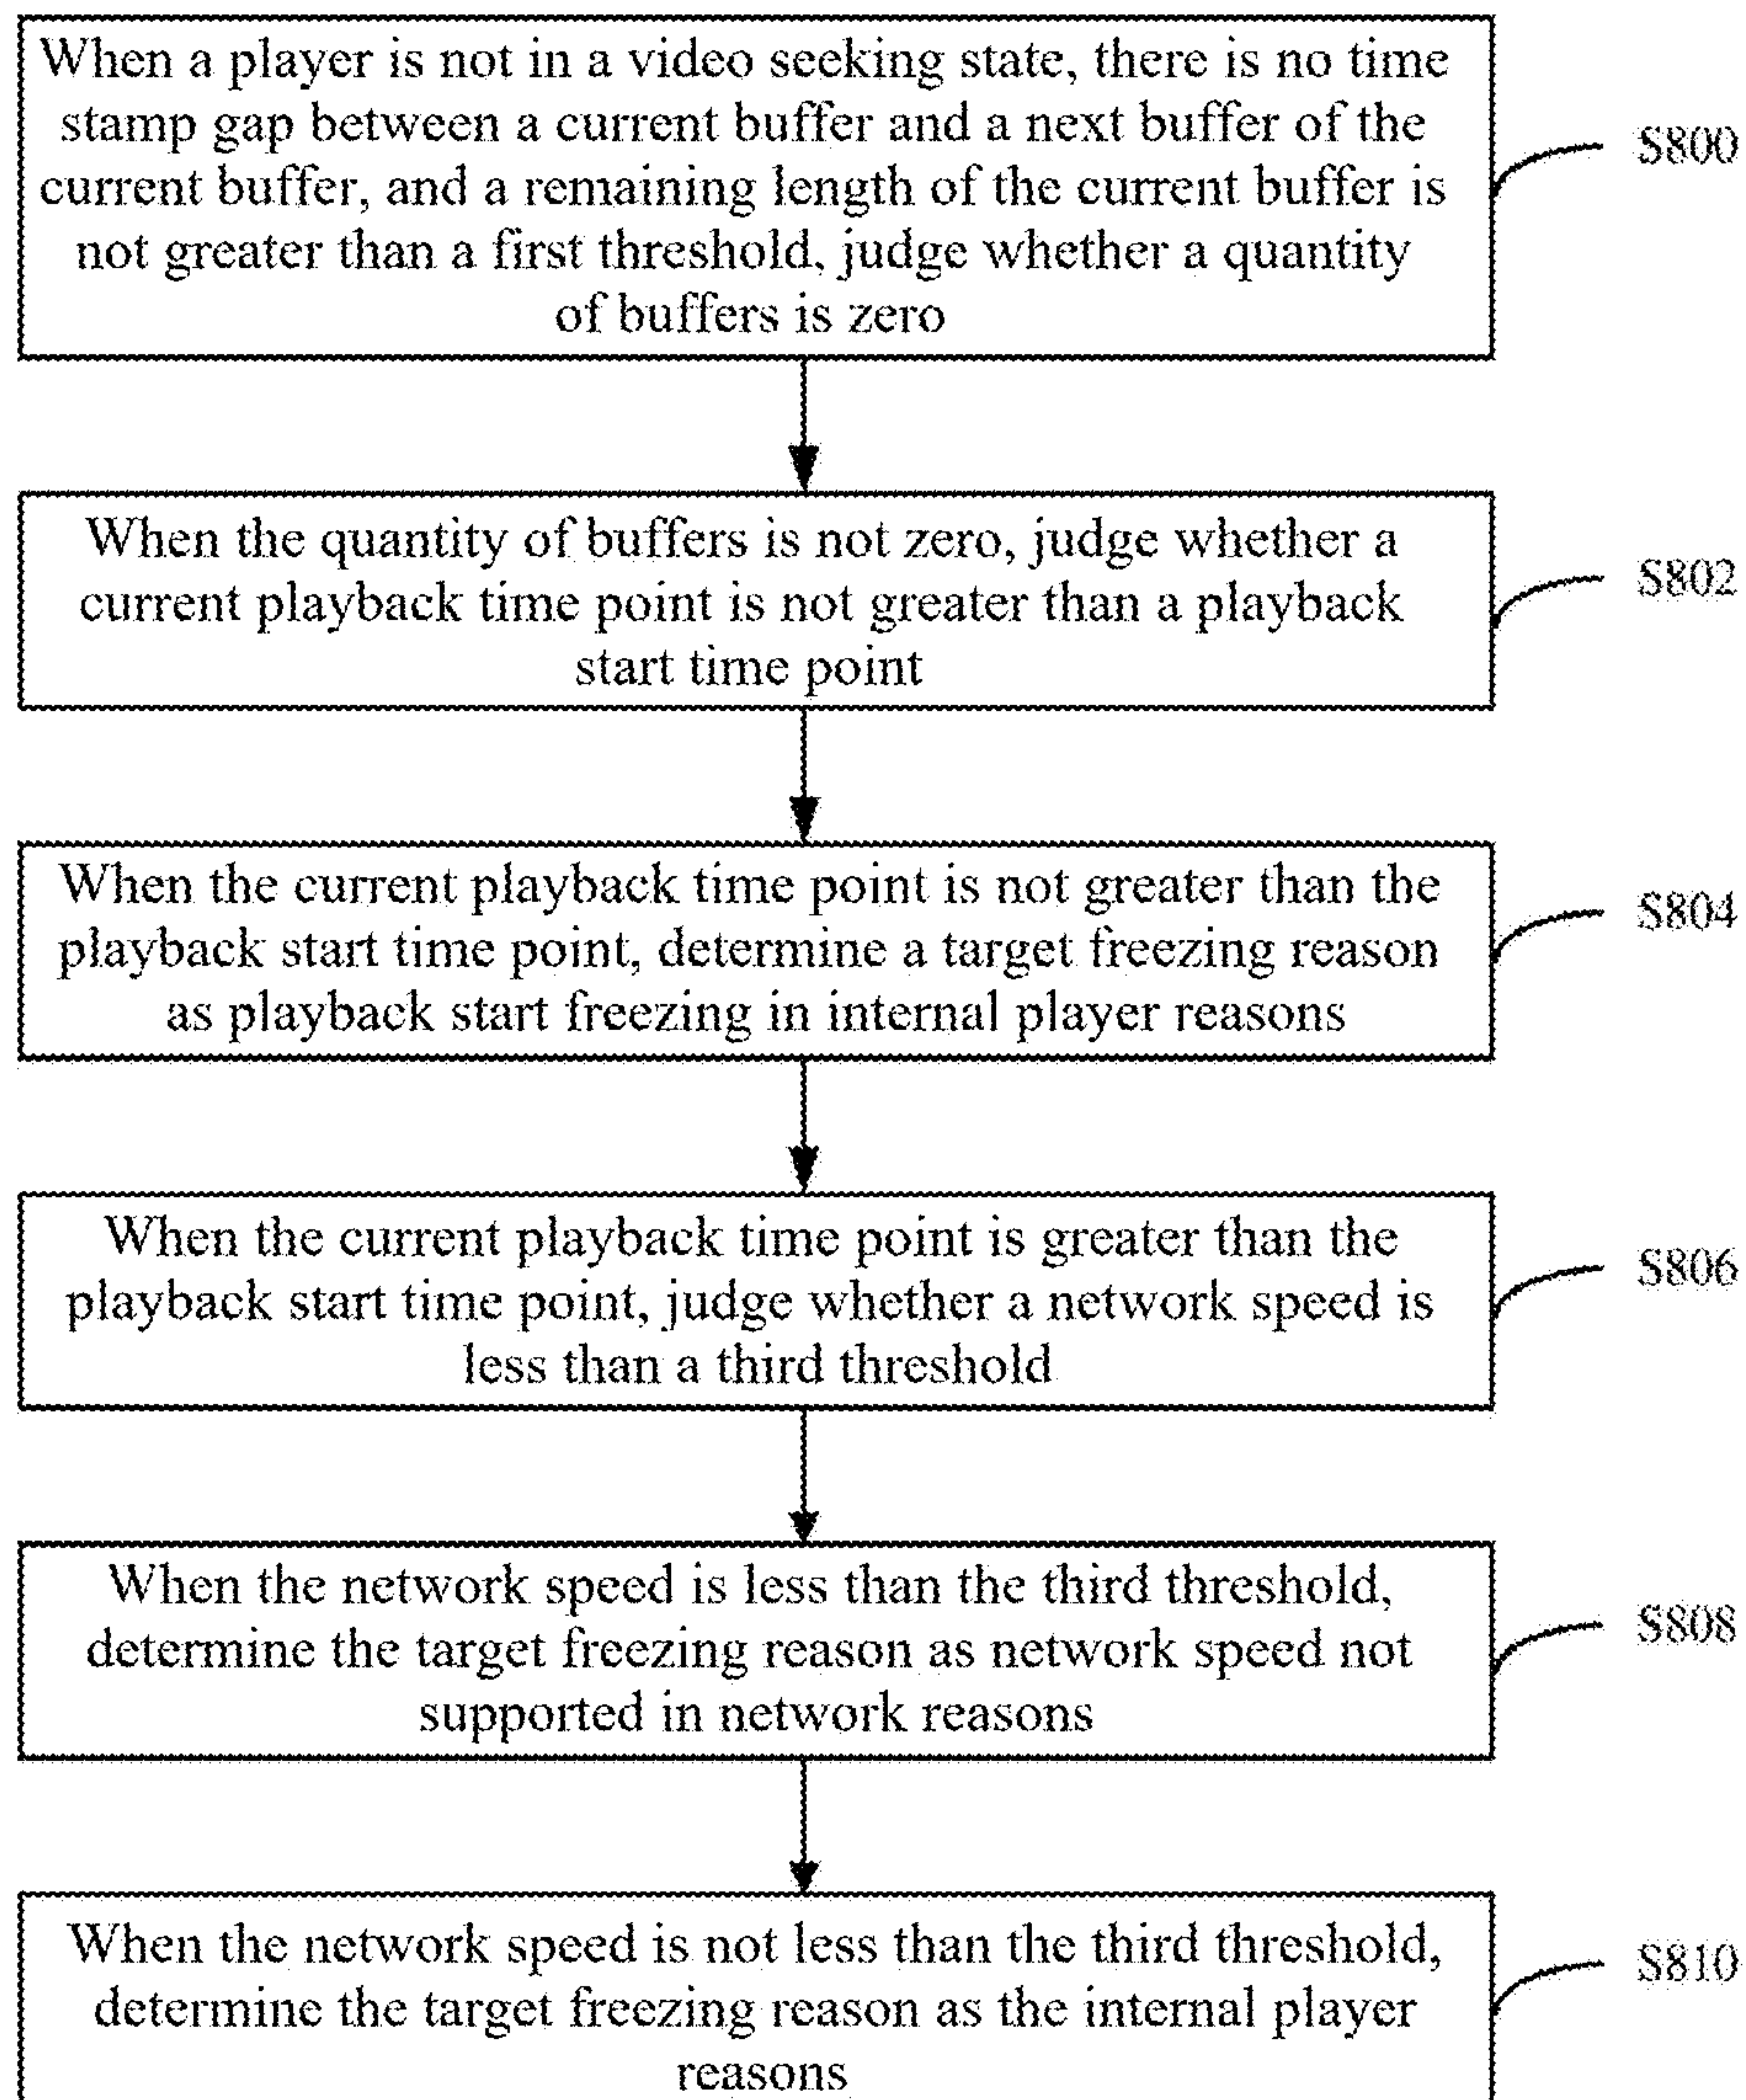 When a player is not in a video seeking state, there is no time
stamp gap between a current buffer and a next buffer of the
current buffer, and a remaining length of the current buffer is
not greater than a first threshold, judge whether a quantity
of buffers is zero
S800
When the quantity of buffers is not zero, judge whether a
current playback time point is not greater than a playback
start time point
S802
When the current playback time point is not greater than the
playback start time point, determine a target freezing reason
as playback start freezing in internal player reasons
S804
When the current playback time point is greater than the
playback start time point, judge whether a network speed is
less than a third threshold
S806
When the network speed is less than the third threshold,
determine the target freezing reason as network speed not
supported in network reasons
S808
When the network speed is not less than the third threshold,
determine the target freezing reason as the internal player
reasons
S810